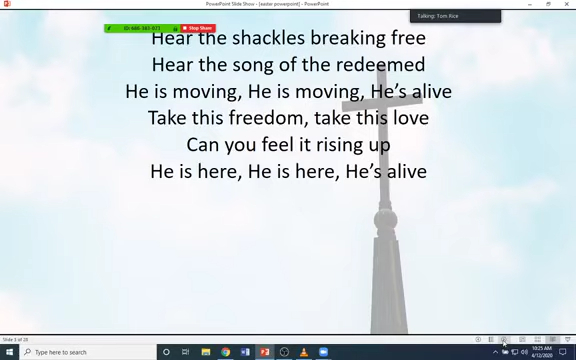 PowerPoint Slide Show - [easter powerpoint] - PowerPoint
Talking: Tom Rice
Stop Share
Hear the shackles breaking free
Hear the song of the redeemed
He is moving, He is moving, He's alive
Take this freedom, take this love
Can you feel it rising up
He is here, He is here, He's alive
Type here to search
10:25 AM
4/12/2020